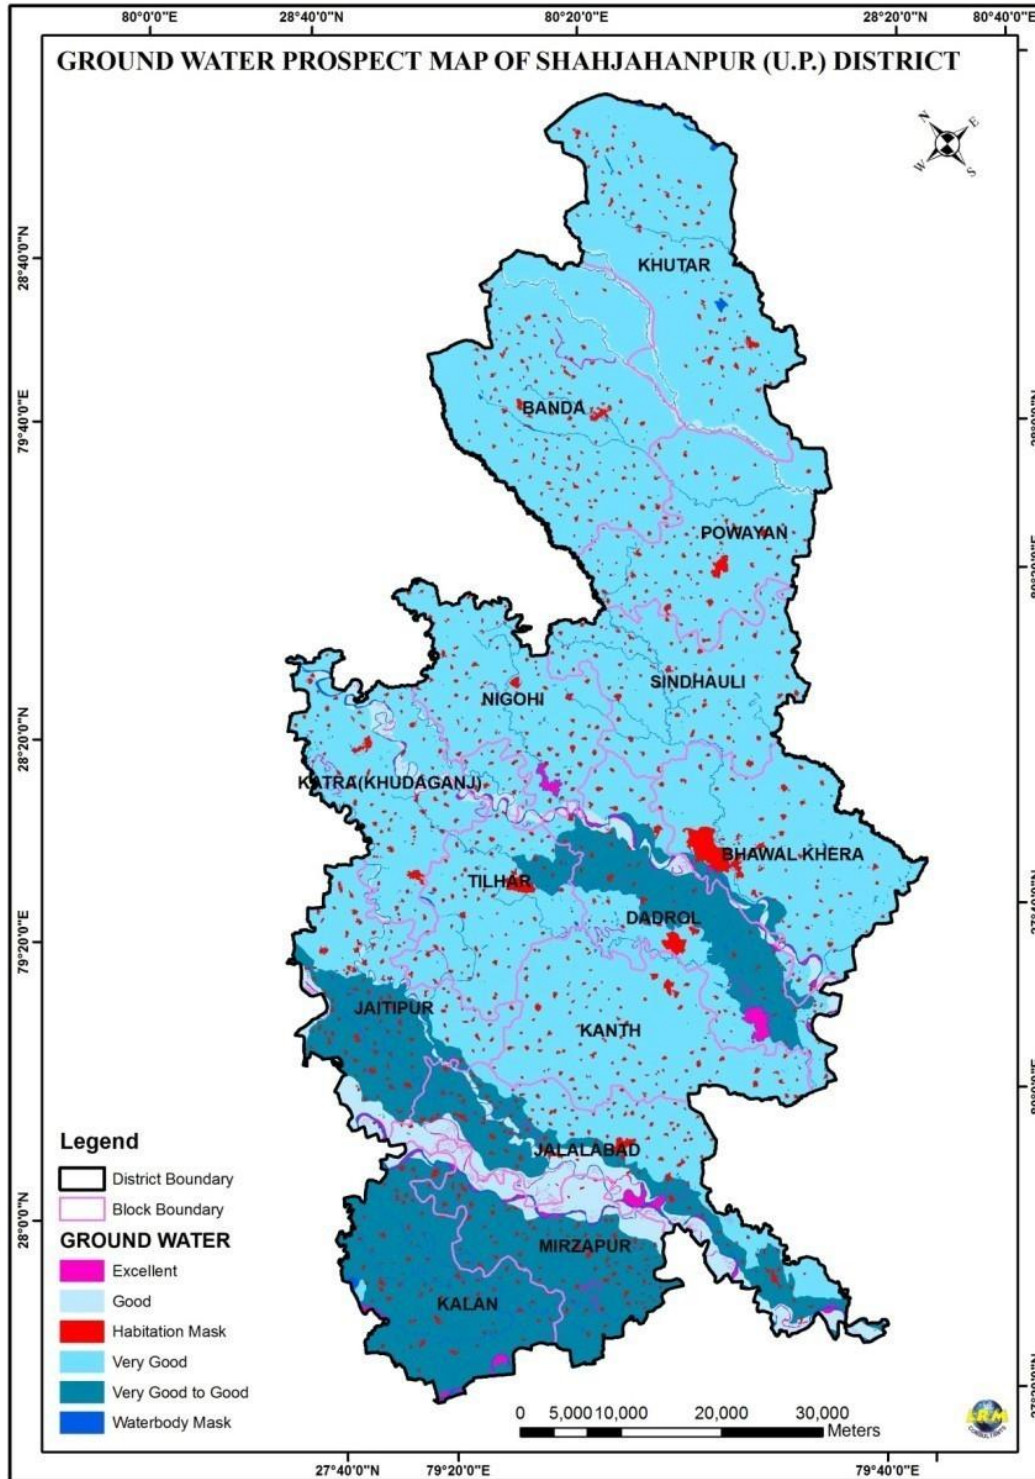 80°0'0"E 28°40'0"N 80°20'0"E 28°20'0"N 80°40'0"E
GROUND WATER PROSPECT MAP OF SHAHJAHANPUR (U.P.) DISTRICT
N E
W S
28°40'0"N
KHUTAR
79°40'0"E
BANDA
POWAYAN
SINDHAULI
NIGOHI
28°20'0"N
KATRA(KHUDAGANJ)
BHAWAL KHERA
TILHAR
DADROL
79°20'0"E
JAITIPUR
KANTH
Legend
District Boundary
Block Boundary
GROUND WATER
Excellent
Good
Habitation Mask
Very Good
Very Good to Good
Waterbody Mask
28°0'0"N
JALALABAD
MIRZAPUR
KALAN
0 5,000 10,000 20,000 30,000
Meters
LRM
CONSULTANTS
27°40'0"N 79°20'0"E 79°40'0"E